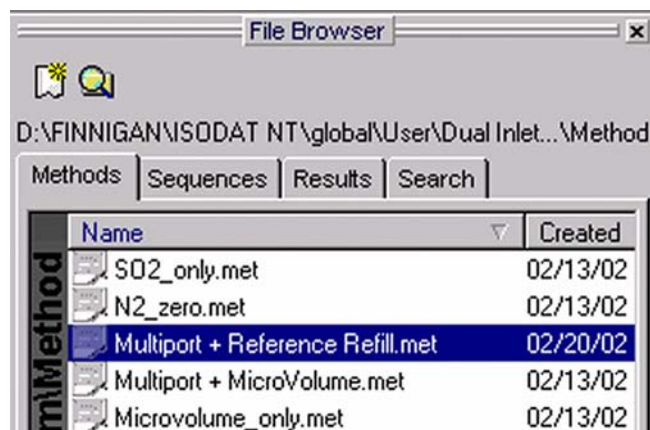 File Browser
D:\FINNIGAN\ISODAT NT\global\User\Dual Inlet...\Method
Methods Sequences Results Search
Name Created
SO2_only.met 02/13/02
N2_zero.met 02/13/02
Multiport + Reference Refill.met 02/20/02
Multiport + MicroVolume.met 02/13/02
Microvolume_only.met 02/13/02
m\Method